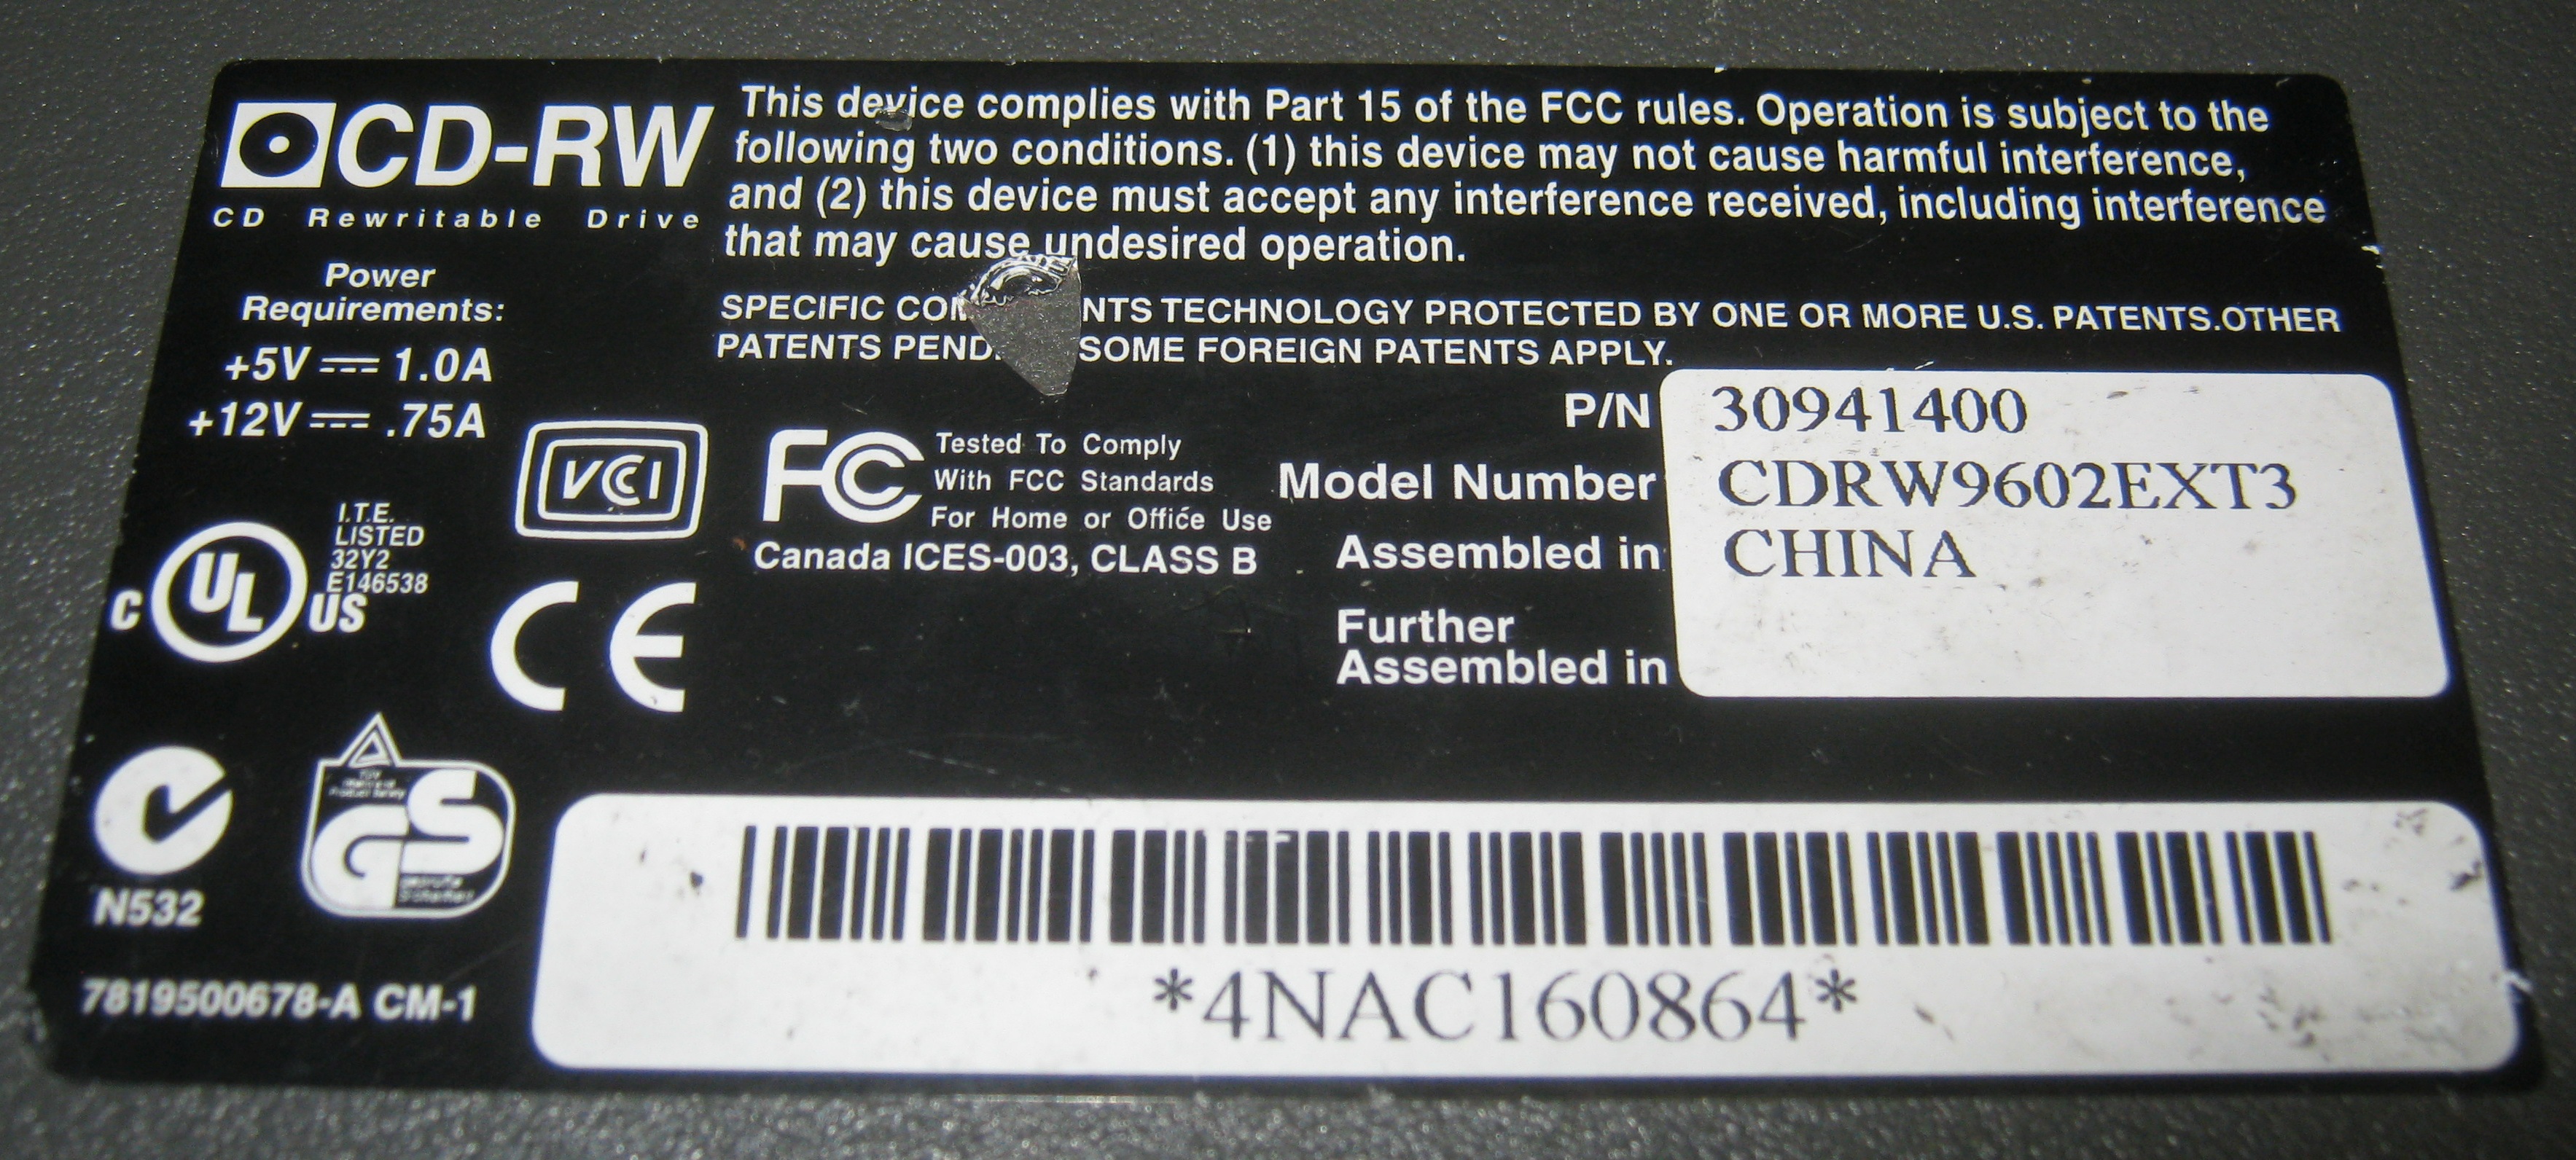 CD-RW
CD Rewritable Drive
Power
Requirements:
+5V 1.0A
+12V .75A
This device complies with Part 15 of the FCC rules. Operation is subject to the
following two conditions. (1) this device may not cause harmful interference,
and (2) this device must accept any interference received, including interference
that may cause undesired operation.
SPECIFIC NTS TECHNOLOGY PROTECTED BY ONE OR MORE U.S. PATENTS.OTHER
PATENTS SOME FOREIGN PATENTS APPLY.
VCCI
FC
Tested To Comply
With FCC Standards
For Home or Office Use
Canada ICES-003, CLASS B
P/N 30941400
Model Number CDRW9602EXT3
Assembled in CHINA
Further
Assembled in
I.T.E.
LISTED
32Y2
E146538
C UL US
CE
N532
GS
7819500678-A CM-1
*4NAC160864*